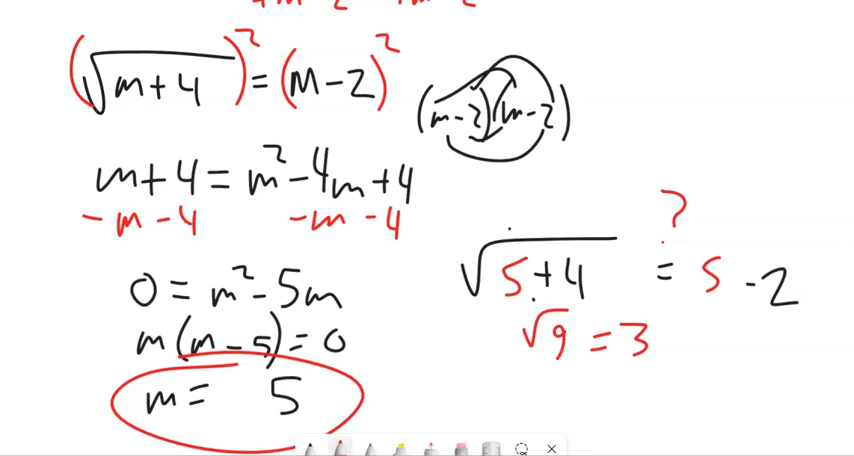 (√(m+4))² = (m-2)²
(m-2)(m-2)
m+4 = m²-4m+4
-m-4 -m-4
?
√(5+4) = 5-2
0 = m²-5m
√9 = 3
m(m-5) = 0
m = 5